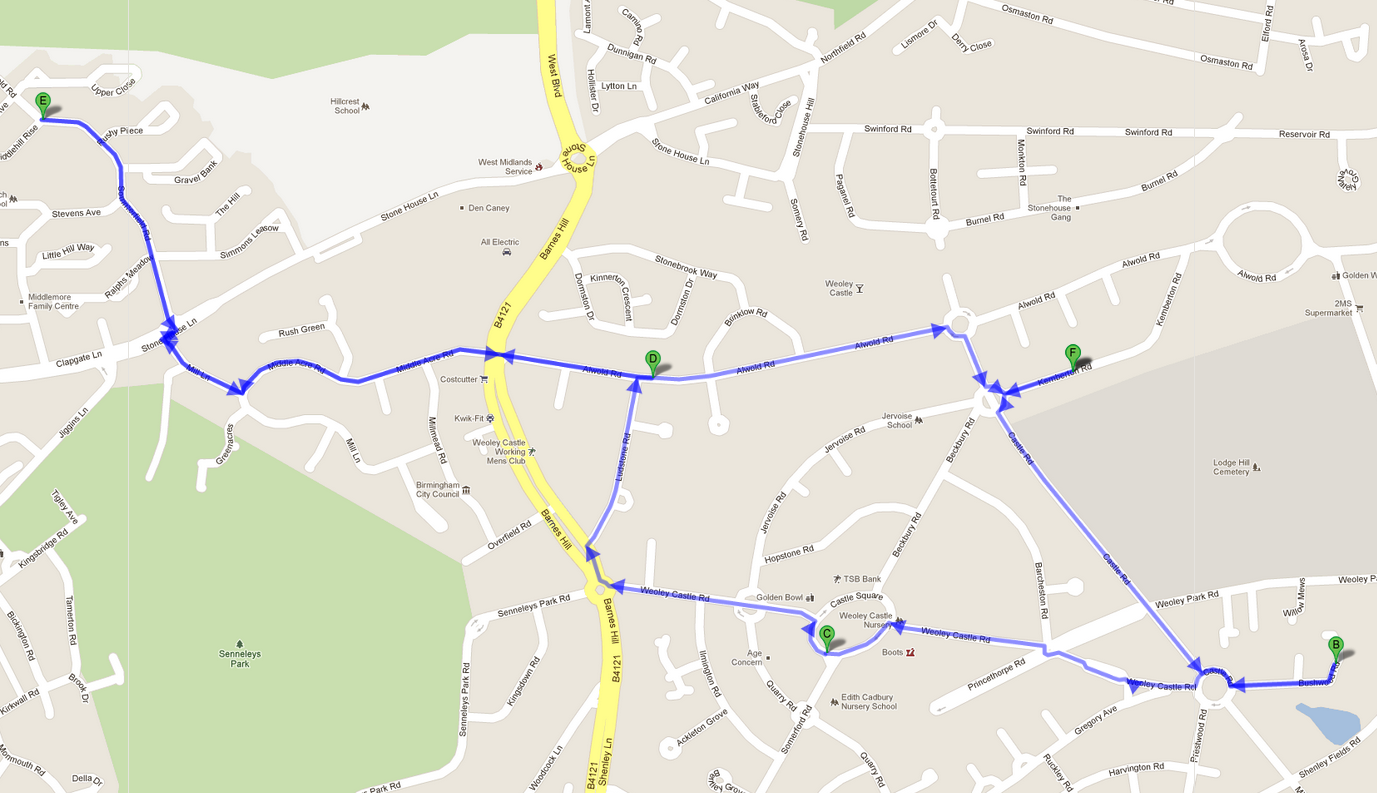 Osmaston Rd
Elford Rd
Arosa Dr
Lamont
Camino Rd
Lismore Dr
Derry Close
Northfield Rd
Dunnigan Rd
Osmaston Rd
West Blvd
Hollister Dr
Lytton Ln
California Way
Stableford Close
Stonehouse Hill
Upper Close
E
Hillcrest
School
Bushy Piece
Swinford Rd
Swinford Rd
Swinford Rd
Reservoir Rd
Stone House Ln
Stone House Ln
West Midlands
Service
Monkton Rd
Gravel Bank
Paganel Rd
Bottetourt Rd
Burnel Rd
Stevens Ave
The Hill
Stone House Ln
Den Caney
Somery Rd
The
Stonehouse
Gang
Burnel Rd
Simmons Leasow
Barnes Hill
All Electric
Little Hill Way
Stonebrook Way
Alwold Rd
Alwold Rd
Golden W
Ralphs Meadow
Kinnerton Crescent
Dormston Dr
Dormston Dr
Weoley
Castle
Middlemore
Family Centre
Alwold Rd
Kemberton Rd
2MS
Supermarket
B4121
Brinklow Rd
Rush Green
Alwold Rd
Clapgate Ln
D
F
Mill Ln
Middle Acre Rd
Middle Acre Rd
Alwold Rd
Alwold Rd
Kemberton Rd
Costcutter
Jiggins Ln
Greenacres
Mill Ln
Millmead Rd
Kwik-Fit
Jervoise
School
Jervoise Rd
Beckbury Rd
Castle Rd
Weoley Castle
Working
Mens Club
Ludstone Rd
Lodge Hill
Cemetery
Birmingham
City Council
Tigley Ave
Jervoise Rd
Barnes Hill
Beckbury Rd
Kingsbridge Rd
Overfield Rd
Hopstone Rd
Castle Rd
TSB Bank
Barcheston Rd
Weoley P
Weoley Castle Rd
Golden Bowl
Castle Square
Weoley Park Rd
Willow Mews
Tamerton Rd
Senneleys Park Rd
Barnes Hill
Weoley Castle
Nursery
Weoley Castle Rd
Bickington Rd
C
B
Senneleys
Park
Age
Concern
Boots
B4121
Ilmington Rd
Princethorpe Rd
Castle
Weoley Castle Rd
Kirkwall Rd
Brook Dr
Kingsdown Rd
Quarry Rd
Edith Cadbury
Nursery School
Senneleys Park Rd
Gregory Ave
Prestwood Rd
Somerford Rd
Ackleton Grove
Woodcock Ln
Shenley Ln
B4121
Quarry Rd
Ruckley Rd
Harvington Rd
Shenley Fields Rd
Monmouth Rd
Della Dr
Park Rd